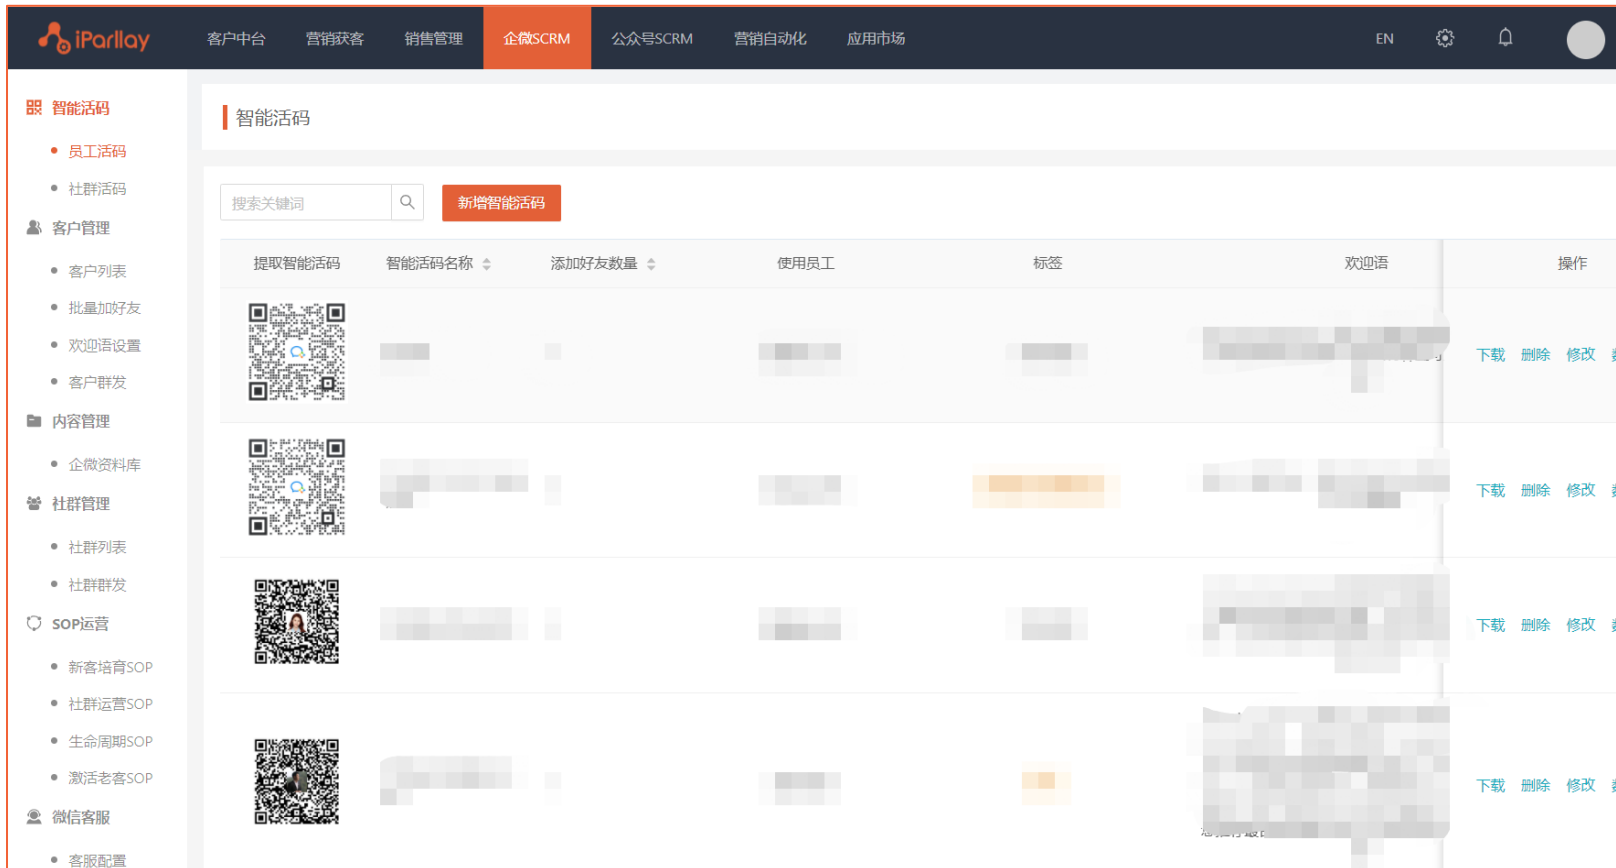 iParllay 客户中台 营销获客 销售管理 企微SCRM 公众号SCRM 营销自动化 应用市场 EN
智能活码
员工活码
社群活码
客户管理
客户列表
批量加好友
欢迎语设置
客户群发
内容管理
企微资料库
社群管理
社群列表
社群群发
SOP运营
新客培育SOP
社群运营SOP
生命周期SOP
激活老客SOP
微信客服
客服配置
智能活码
搜索关键词 新增智能活码
提取智能活码 智能活码名称 添加好友数量 使用员工 标签 欢迎语 操作
下载 删除 修改
下载 删除 修改
下载 删除 修改
下载 删除 修改